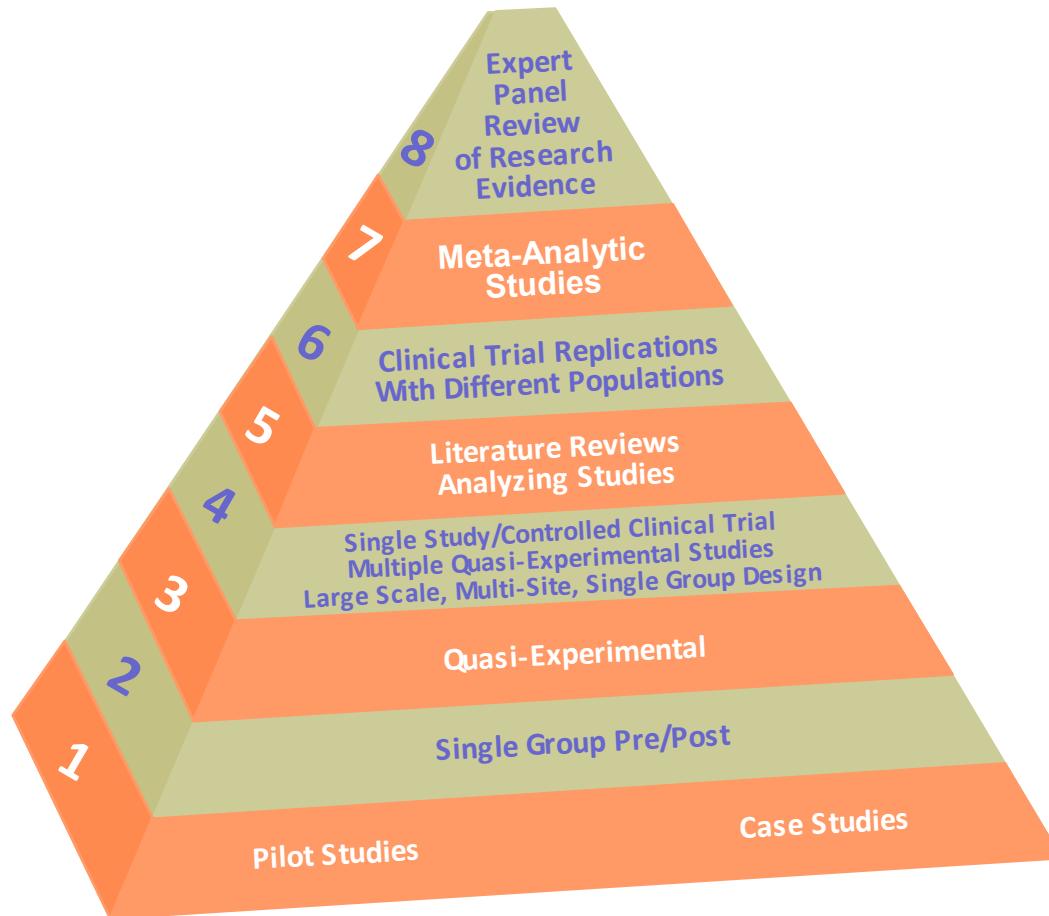 Expert
Panel
Review
of Research
Evidence
8
Meta-Analytic
Studies
7
Clinical Trial Replications
With Different Populations
6
Literature Reviews
Analyzing Studies
5
Single Study/Controlled Clinical Trial
Multiple Quasi-Experimental Studies
Large Scale, Multi-Site, Single Group Design
4
Quasi-Experimental
3
Single Group Pre/Post
2
Pilot Studies
Case Studies
1